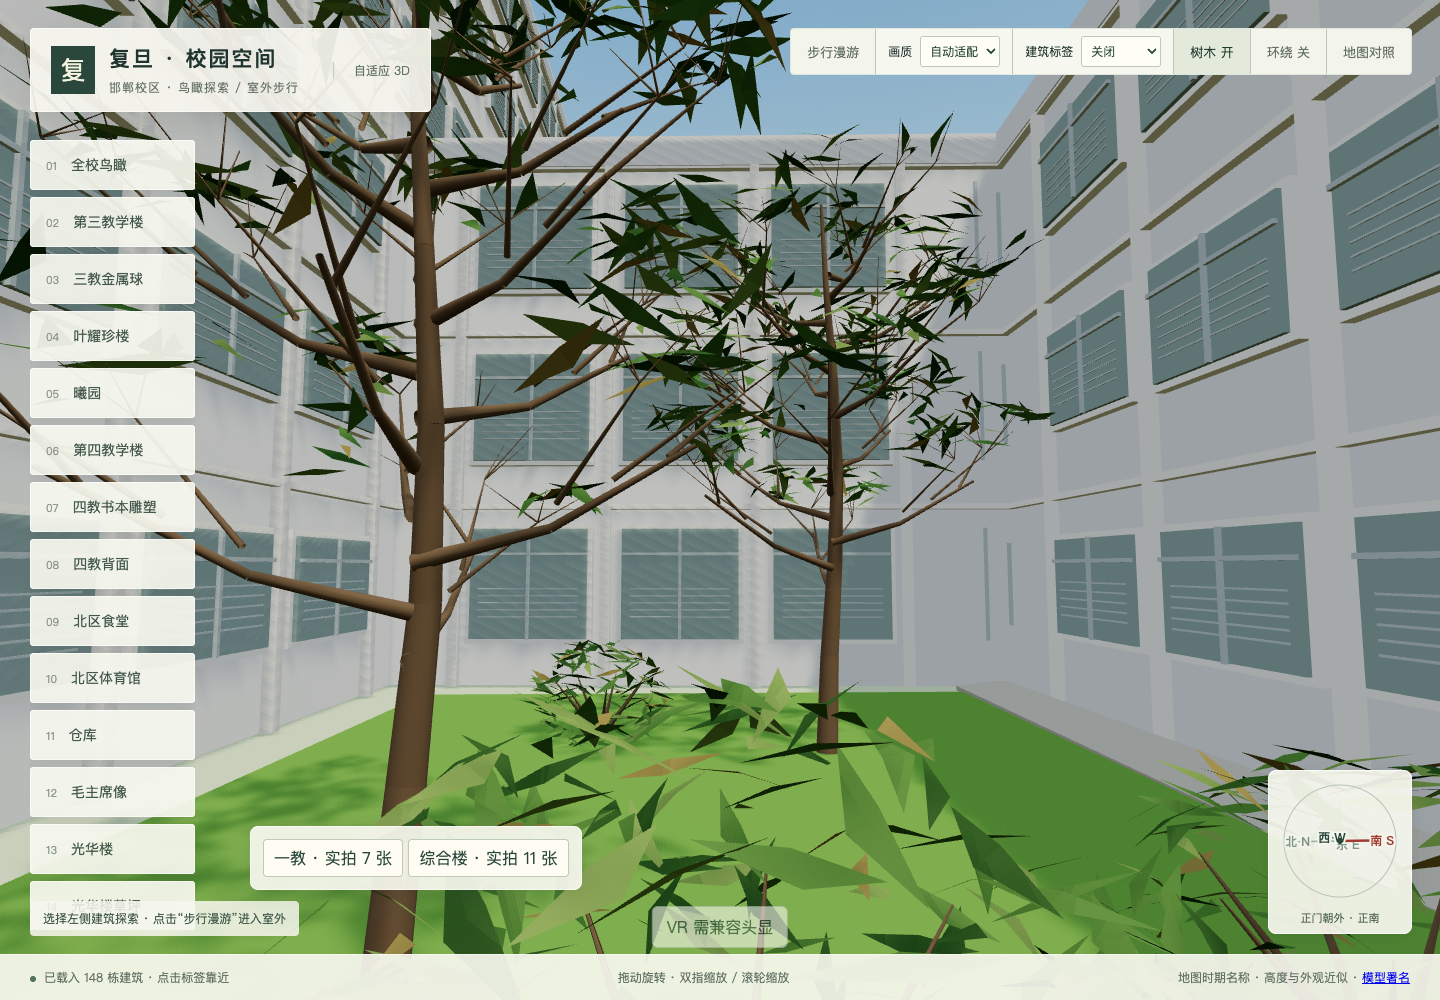 复
复旦 · 校园空间
邯郸校区 · 鸟瞰探索 / 室外步行
自适应 3D
步行漫游
画质
自动适配
建筑标签
关闭
树木 开
环绕 关
地图对照
01 全校鸟瞰
02 第三教学楼
03 三教金属球
04 叶耀珍楼
05 曦园
06 第四教学楼
07 四教书本雕塑
08 四教背面
09 北区食堂
10 北区体育馆
11 仓库
12 毛主席像
13 光华楼
14 光华楼草坪
选择左侧建筑探索 · 点击“步行漫游”进入室外
一教 · 实拍 7 张
综合楼 · 实拍 11 张
VR 需兼容头显
北 N
西 W
东 E
南 S
正门朝外 · 正南
已载入 148 栋建筑 · 点击标签靠近
拖动旋转 · 双指缩放 / 滚轮缩放
地图时期名称 · 高度与外观近似 · 模型署名